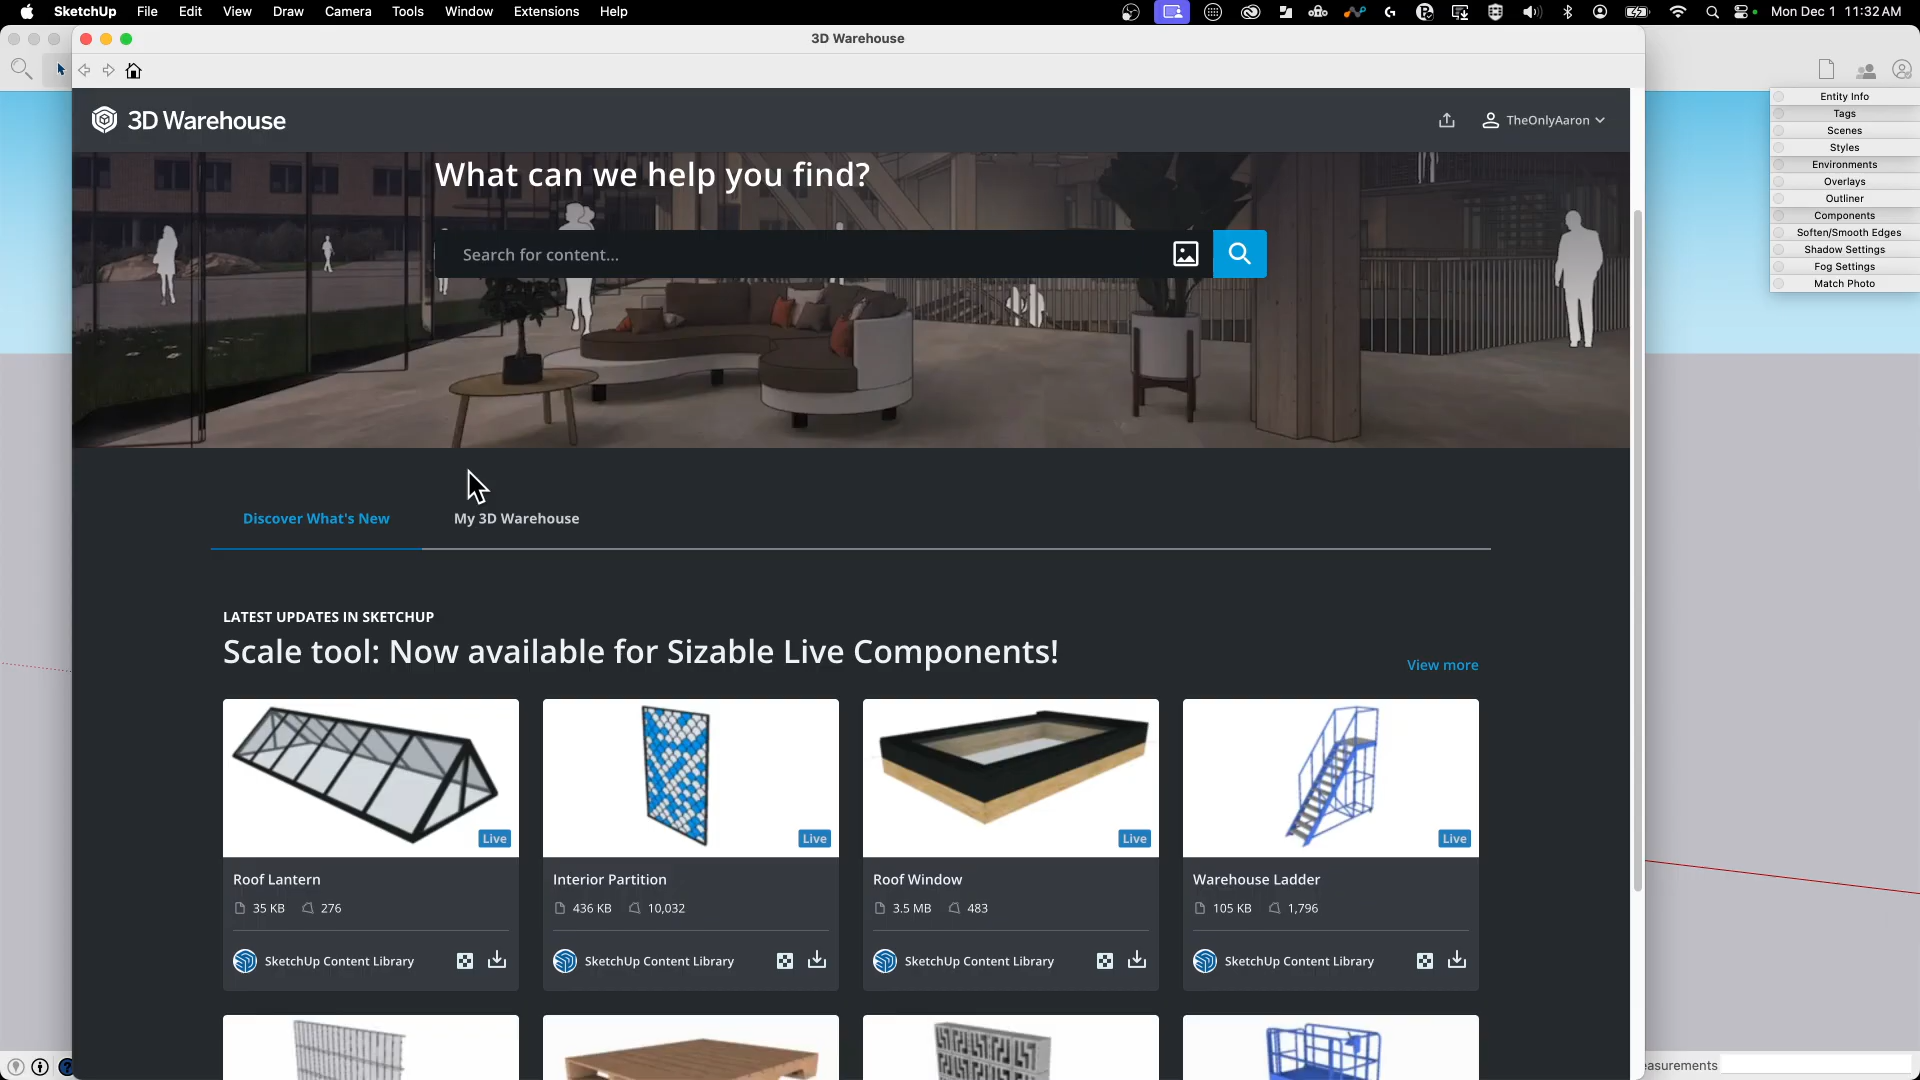 SketchUp File Edit View Draw Camera Tools Window Extensions Help Mon Dec 1 11:32 AM
3D Warehouse
3D Warehouse
TheOnlyAaron
What can we help you find?
Search for content...
Discover What's New
My 3D Warehouse
LATEST UPDATES IN SKETCHUP
Scale tool: Now available for Sizable Live Components!
View more
Live
Live
Live
Live
Roof Lantern
35 KB 276
SketchUp Content Library
Interior Partition
436 KB 10,032
SketchUp Content Library
Roof Window
3.5 MB 483
SketchUp Content Library
Warehouse Ladder
105 KB 1,796
SketchUp Content Library
Entity Info
Tags
Scenes
Styles
Environments
Overlays
Outliner
Components
Soften/Smooth Edges
Shadow Settings
Fog Settings
Match Photo
easurements